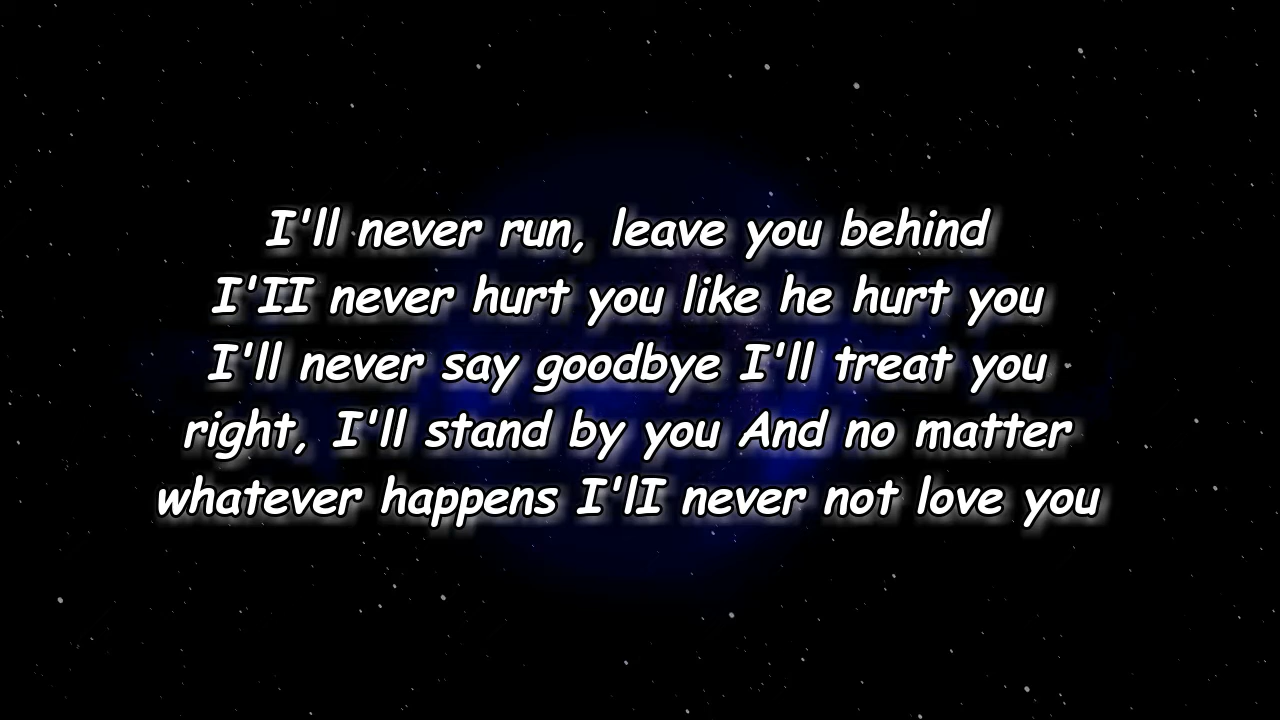 I'll never run, leave you behind
I'II never hurt you like he hurt you
I'll never say goodbye I'll treat you
right, I'll stand by you And no matter
whatever happens I'lI never not love you